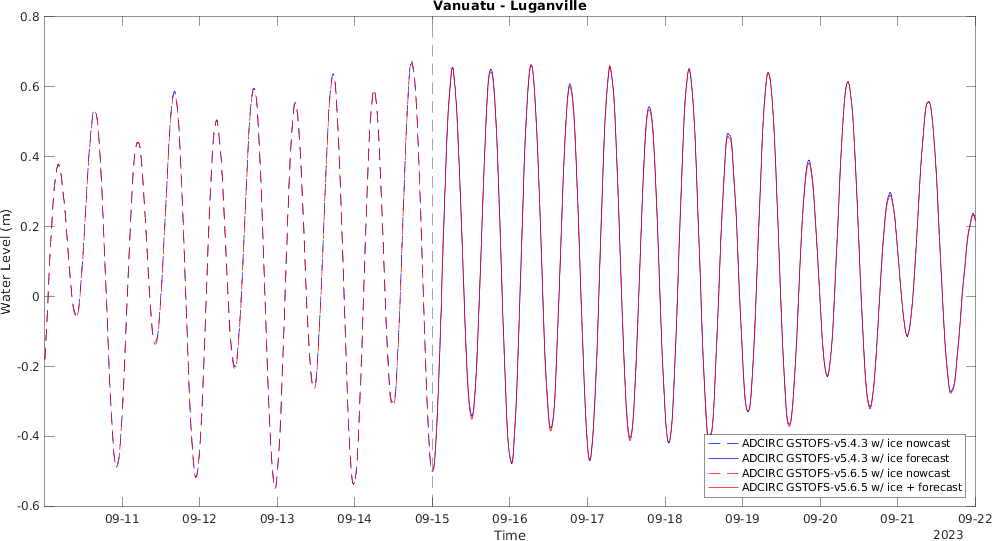 Vanuatu - Luganville
0.8
0.6
0.4
0.2
0
-0.2
-0.4
-0.6
Water Level (m)
ADCIRC GSTOFS-v5.4.3 w/ ice nowcast
ADCIRC GSTOFS-v5.4.3 w/ ice forecast
ADCIRC GSTOFS-v5.6.5 w/ ice nowcast
ADCIRC GSTOFS-v5.6.5 w/ ice + forecast
09-11 09-12 09-13 09-14 09-15 09-16 09-17 09-18 09-19 09-20 09-21 09-22
Time
2023